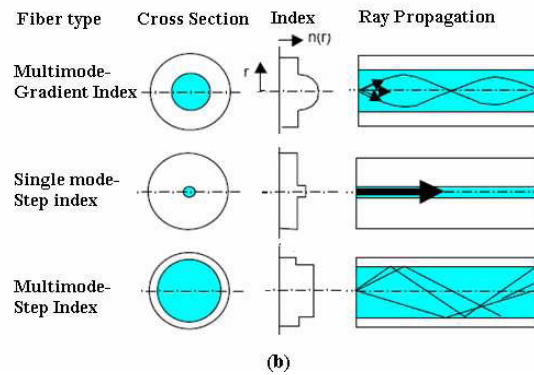 Fiber type Cross Section Index Ray Propagation
n(r)
r
Multimode-
Gradient Index
Single mode-
Step index
Multimode-
Step Index
(b)